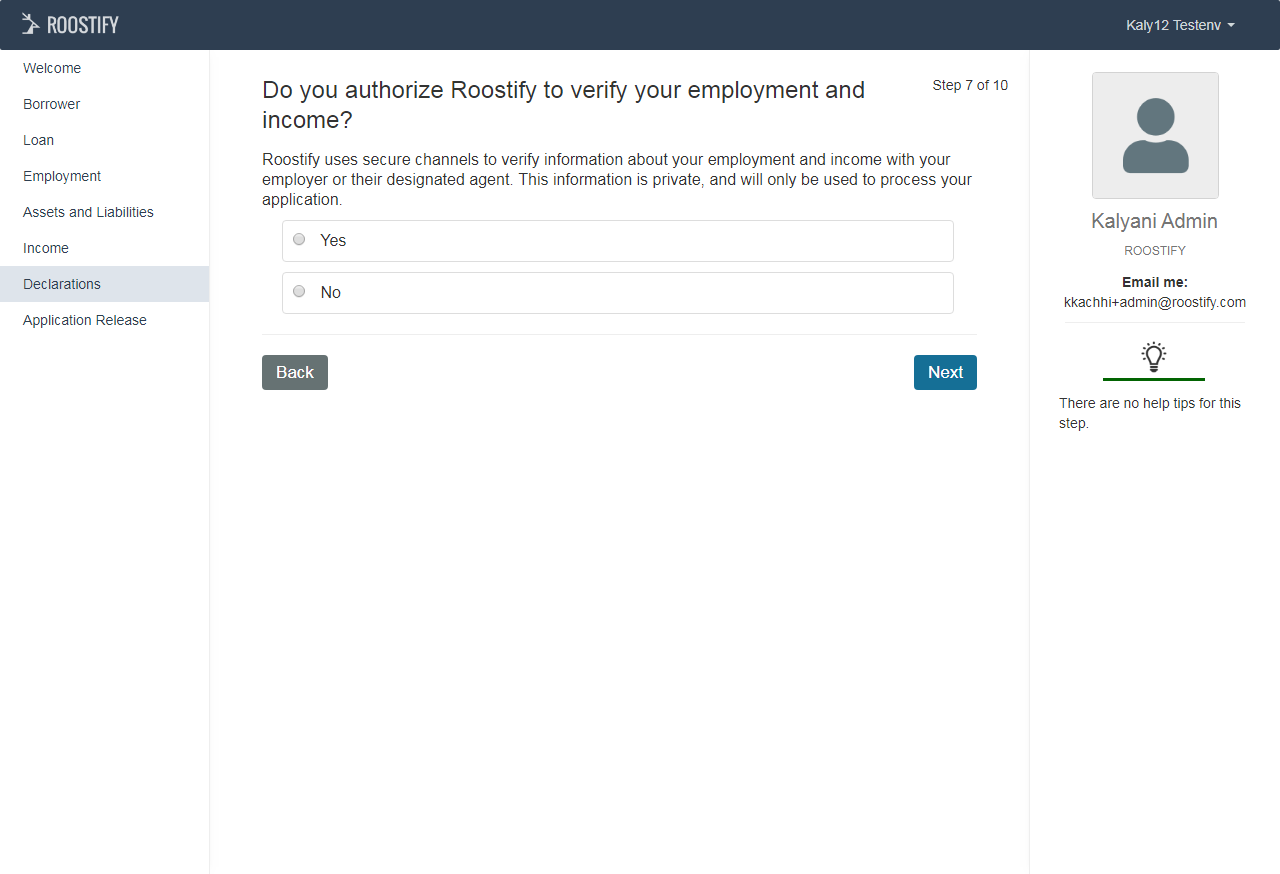 ROOSTIFY
Kaly12 Testenv
Welcome
Borrower
Loan
Employment
Assets and Liabilities
Income
Declarations
Application Release
Do you authorize Roostify to verify your employment and
income?
Step 7 of 10
Roostify uses secure channels to verify information about your employment and income with your
employer or their designated agent. This information is private, and will only be used to process your
application.
Yes
No
Back
Next
Kalyani Admin
ROOSTIFY
Email me:
kkachhi+admin@roostify.com
There are no help tips for this
step.